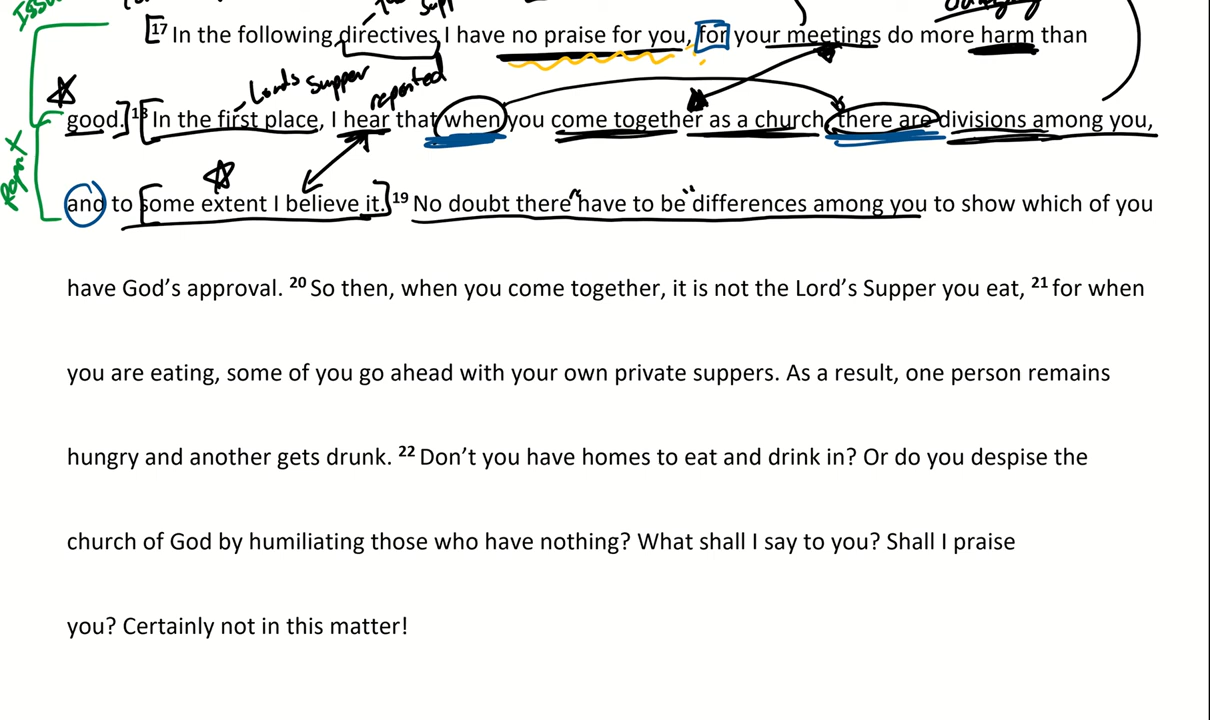 Issu
¹⁷ In the following directives I have no praise for you, for your meetings do more harm than
Lords Supper
reported
good. ¹⁸ In the first place, I hear that when you come together as a church, there are divisions among you,
and to some extent I believe it. ¹⁹ No doubt there "have to be" differences among you to show which of you
have God’s approval. ²⁰ So then, when you come together, it is not the Lord’s Supper you eat, ²¹ for when
you are eating, some of you go ahead with your own private suppers. As a result, one person remains
hungry and another gets drunk. ²² Don’t you have homes to eat and drink in? Or do you despise the
church of God by humiliating those who have nothing? What shall I say to you? Shall I praise
you? Certainly not in this matter!